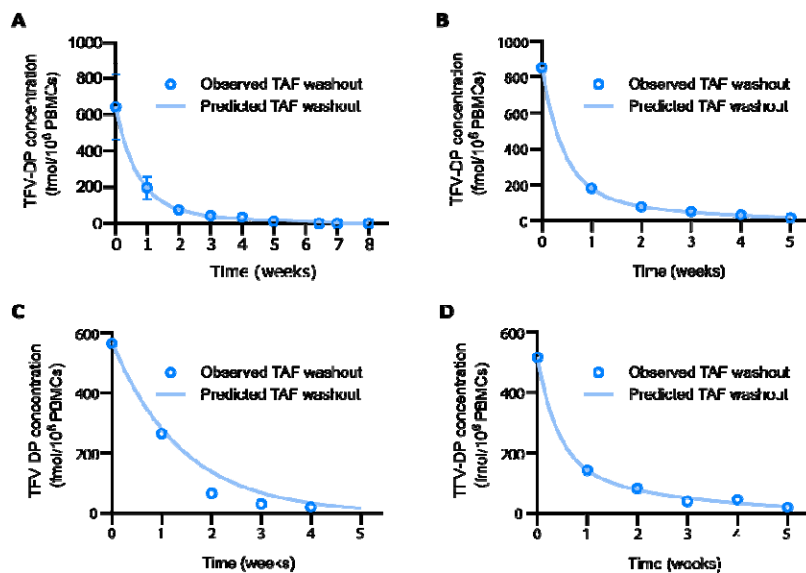 A
TFV-DP concentration
(fmol/10⁶ PBMCs)
1000
800
600
400
200
0
Observed TAF washout
Predicted TAF washout
0 1 2 3 4 5 6 7 8
Time (weeks)
B
TFV-DP concentration
(fmol/10⁶ PBMCs)
1000
800
600
400
200
0
Observed TAF washout
Predicted TAF washout
0 1 2 3 4 5
Time (weeks)
C
TFV DP concentration
(fmol/10⁶ PBMCs)
600
400
200
0
Observed TAF washout
Predicted TAF washout
0 1 2 3 4 5
Time (weeks)
D
TFV-DP concentration
(fmol/10⁶ PBMCs)
600
400
200
0
Observed TAF washout
Predicted TAF washout
0 1 2 3 4 5
Time (weeks)